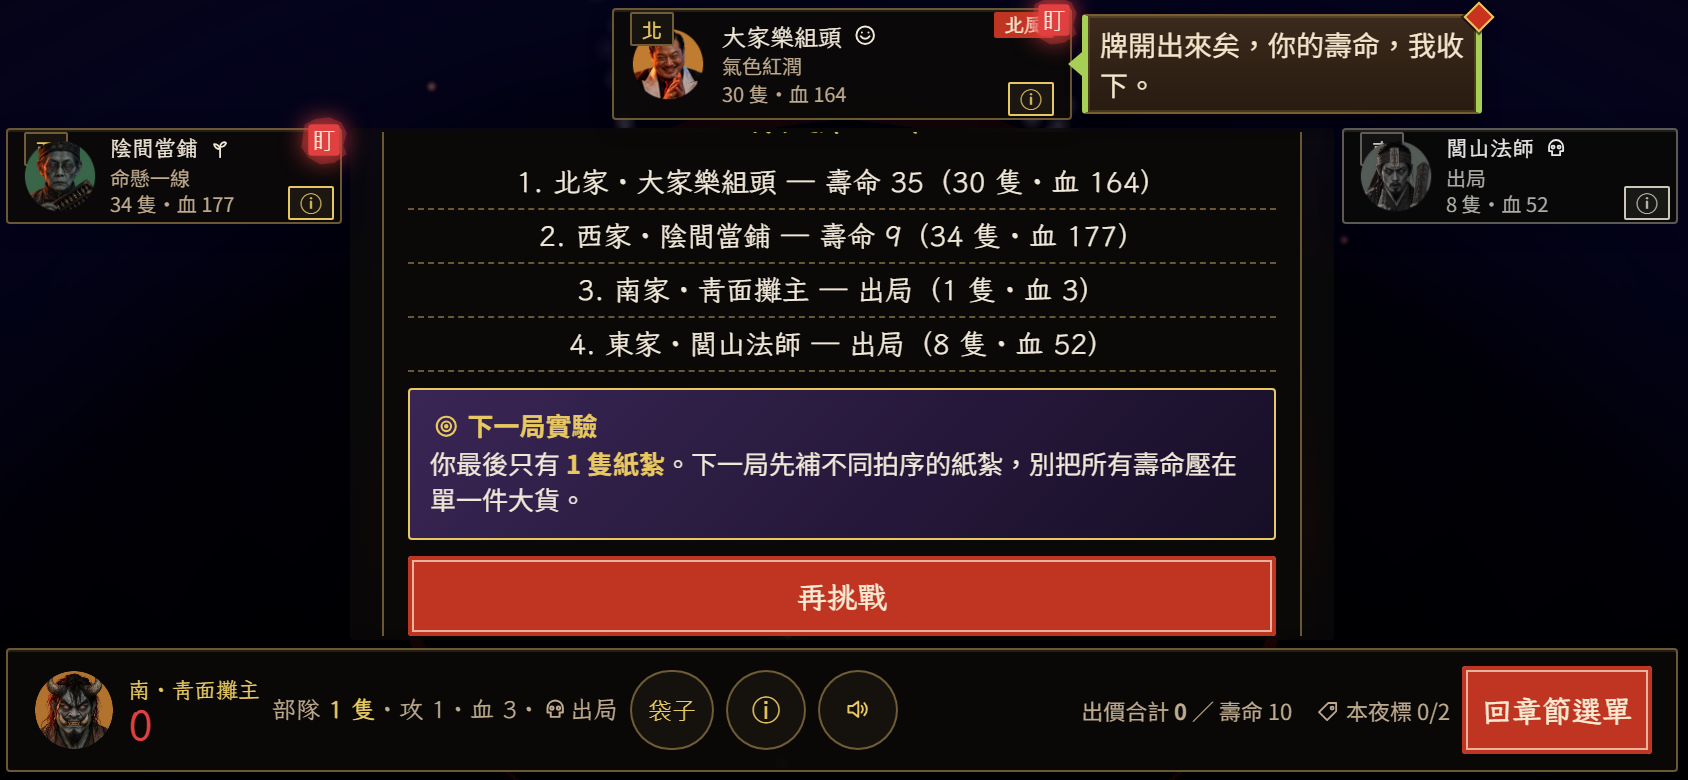 北
大家樂組頭
北風
盯
氣色紅潤
30 隻・血 164
牌開出來矣，你的壽命，我收
下。
陰間當鋪
盯
命懸一線
34 隻・血 177
閭山法師
出局
8 隻・血 52
1. 北家・大家樂組頭 — 壽命 35（30 隻・血 164）
2. 西家・陰間當鋪 — 壽命 9（34 隻・血 177）
3. 南家・青面攤主 — 出局（1 隻・血 3）
4. 東家・閭山法師 — 出局（8 隻・血 52）
下一局實驗
你最後只有 1 隻紙紮。下一局先補不同拍序的紙紮，別把所有壽命壓在
單一件大貨。
再挑戰
南・青面攤主
0
部隊 1 隻・攻 1・血 3・出局
袋子
出價合計 0 ／ 壽命 10
本夜標 0/2
回章節選單